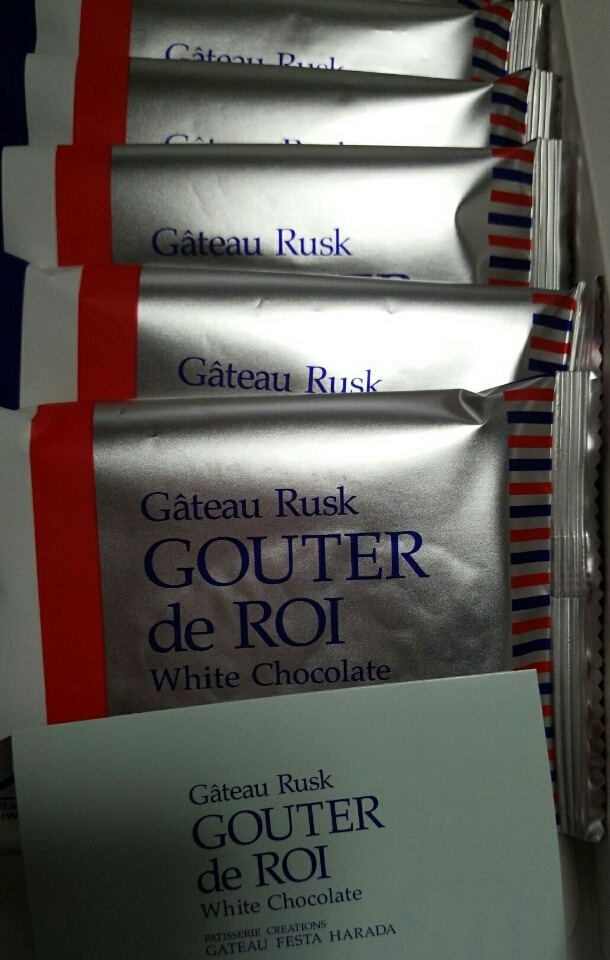 Gâteau Rusk
Gâteau Rusk
Gâteau Rusk
Gâteau Rusk
GOUTER
de ROI
White Chocolate
Gâteau Rusk
GOUTER
de ROI
White Chocolate
PATISSERIE CREATIONS
GATEAU FESTA HARADA